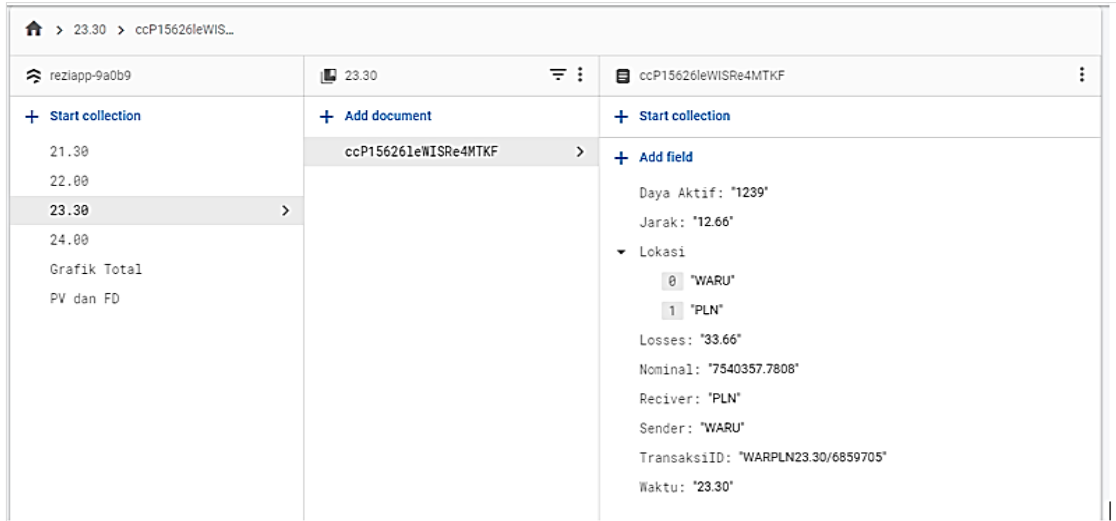 23.30 > ccP15626leWIS…
reziapp-9a0b9
Start collection
21.30
22.00
23.30
24.00
Grafik Total
PV dan FD
23.30
Add document
ccP15626leWISRe4MTKF
ccP15626leWISRe4MTKF
Start collection
Add field
Daya Aktif: "1239"
Jarak: "12.66"
Lokasi
0 "WARU"
1 "PLN"
Losses: "33.66"
Nominal: "7540357.7808"
Reciver: "PLN"
Sender: "WARU"
TransaksiID: "WARPLN23.30/6859705"
Waktu: "23.30"